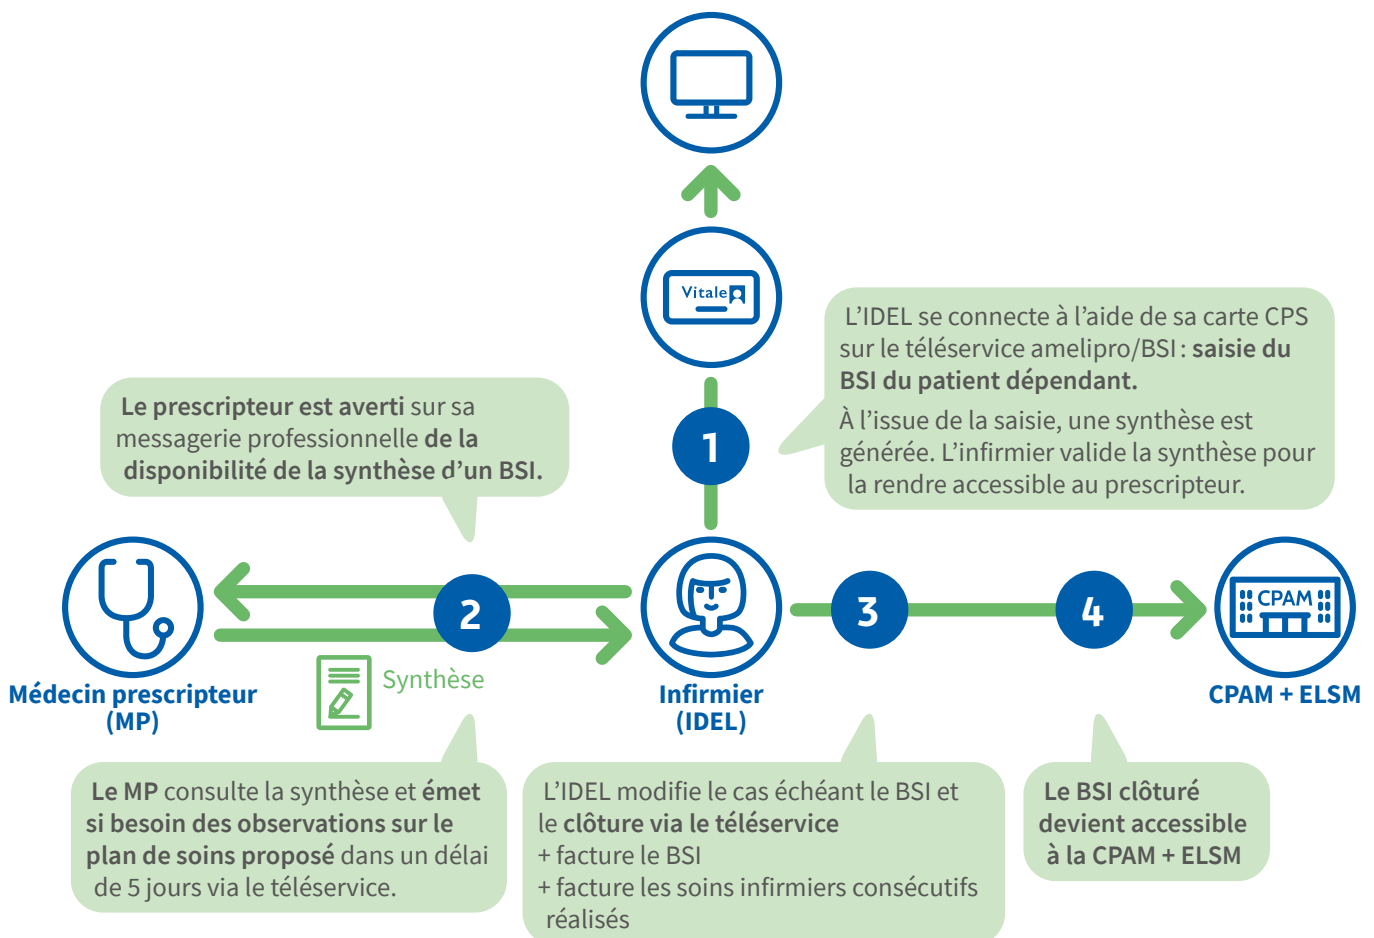 Vitale
L’IDEL se connecte à l’aide de sa carte CPS
sur le téléservice amelipro/BSI : saisie du
BSI du patient dépendant.
À l’issue de la saisie, une synthèse est
générée. L’infirmier valide la synthèse pour
la rendre accessible au prescripteur.
1
Le prescripteur est averti sur sa
messagerie professionnelle de la
disponibilité de la synthèse d’un BSI.
2
3
4
CPAM
Synthèse
Médecin prescripteur
(MP)
Infirmier
(IDEL)
CPAM + ELSM
Le MP consulte la synthèse et émet
si besoin des observations sur le
plan de soins proposé dans un délai
de 5 jours via le téléservice.
L’IDEL modifie le cas échéant le BSI et
le clôture via le téléservice
+ facture le BSI
+ facture les soins infirmiers consécutifs
réalisés
Le BSI clôturé
devient accessible
à la CPAM + ELSM